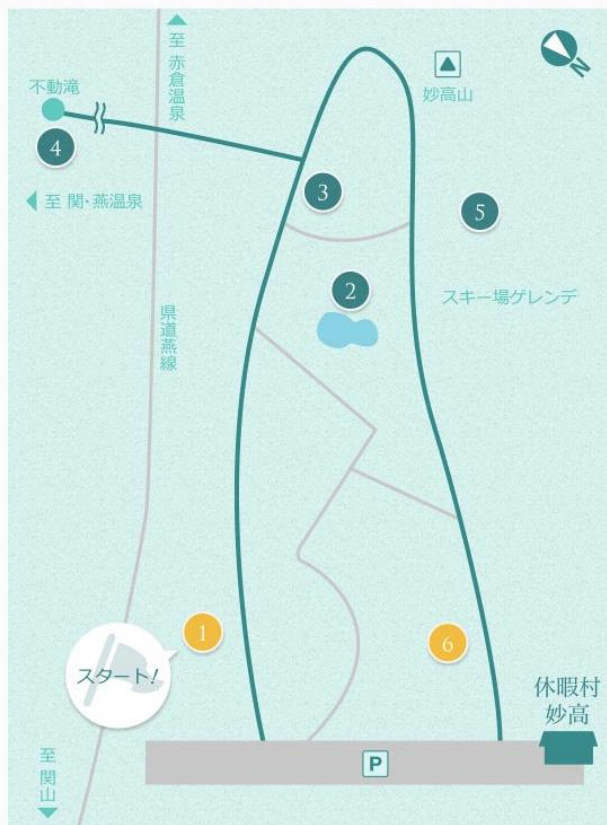 至 赤倉温泉
N
不動滝
妙高山
4
3
至 関・燕温泉
5
2
スキー場ゲレンデ
県道燕線
1
6
スタート!
休暇村
妙高
至 関山
P